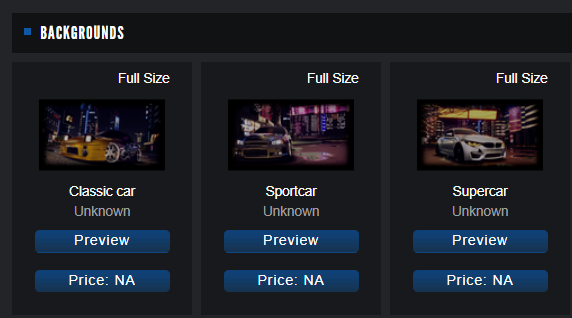 BACKGROUNDS
Full Size
Classic car
Unknown
Preview
Price: NA
Full Size
Sportcar
Unknown
Preview
Price: NA
Full Size
Supercar
Unknown
Preview
Price: NA